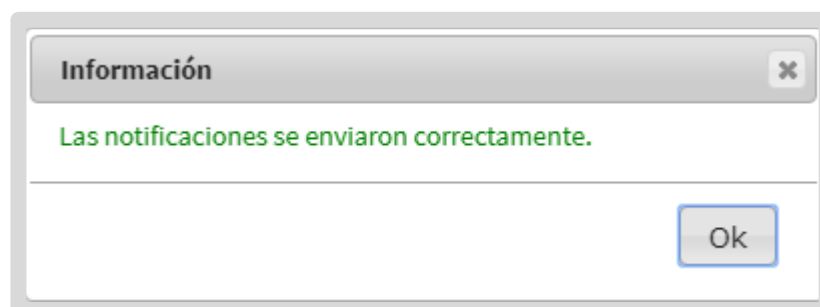 Información
Las notificaciones se enviaron correctamente.
Ok